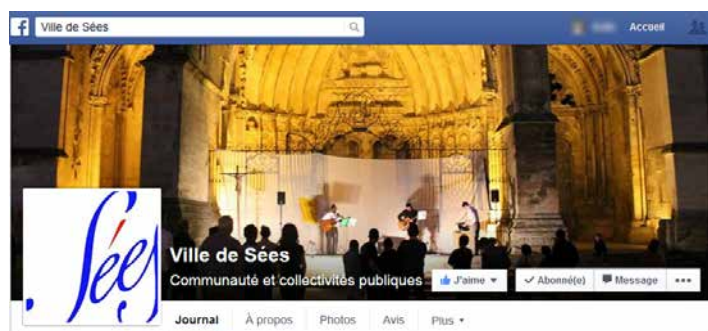 f Ville de Sées Accueil
Sées
Ville de Sées
Communauté et collectivités publiques J'aime Abonné(e) Message
Journal À propos Photos Avis Plus